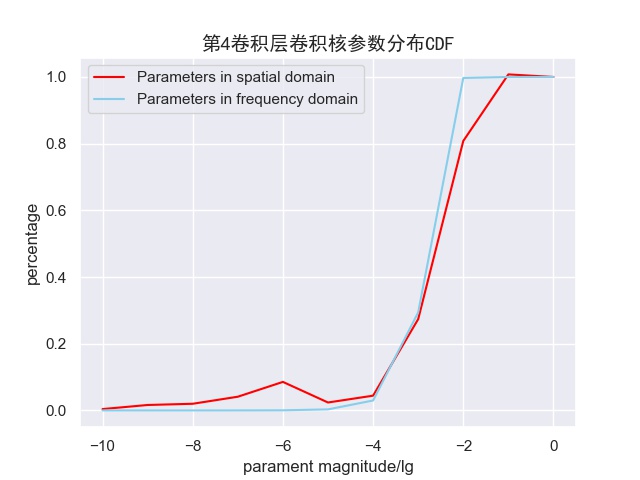 第4卷积层卷积核参数分布CDF
Parameters in spatial domain
Parameters in frequency domain
percentage
1.0
0.8
0.6
0.4
0.2
0.0
−10
−8
−6
−4
−2
0
parament magnitude/lg